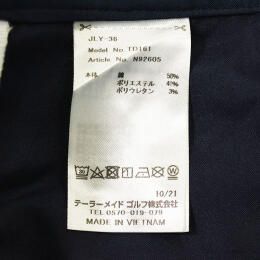 JLY-36
Model No. TD161
Article No. N92605
本体 綿 50%
ポリエステル 47%
ポリウレタン 3%
10/21
テーラーメイド ゴルフ株式会社
TEL 0570-019-079
MADE IN VIETNAM